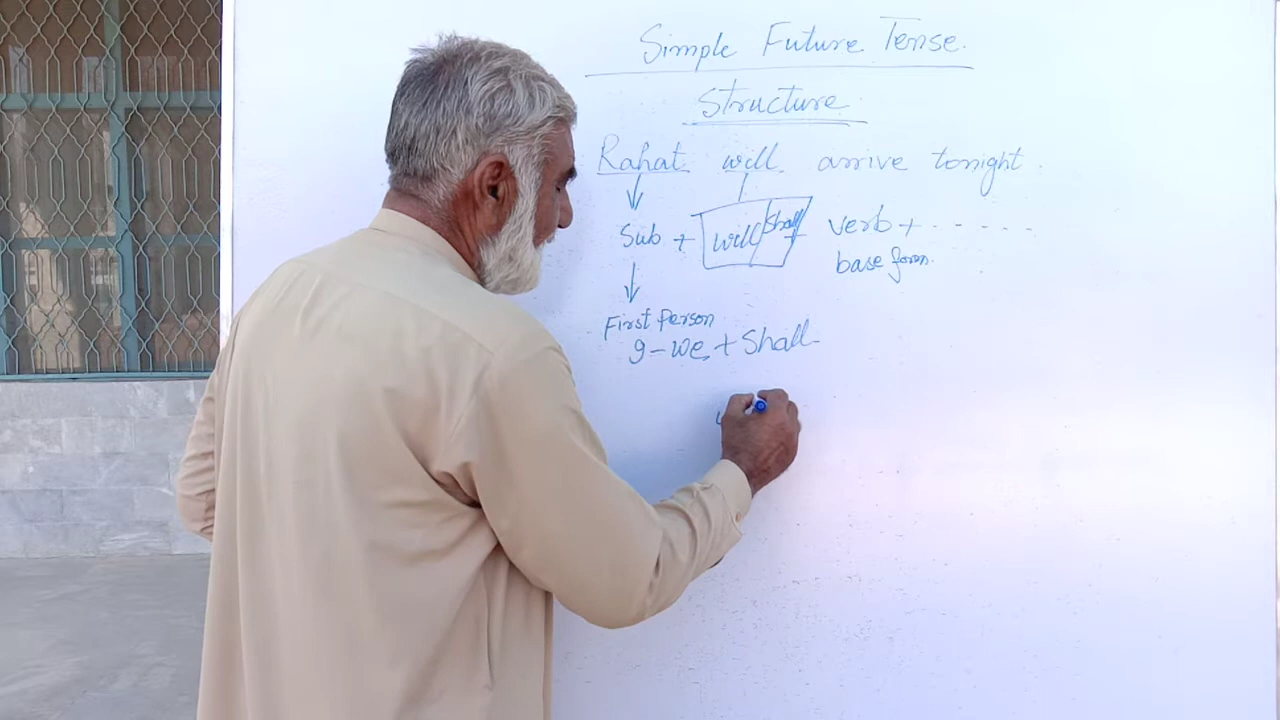 Simple Future Tense.
Structure
Rahat will arrive tonight.
Sub + will/shall + verb + - - - - -
base form.
First Person
I - we + Shall